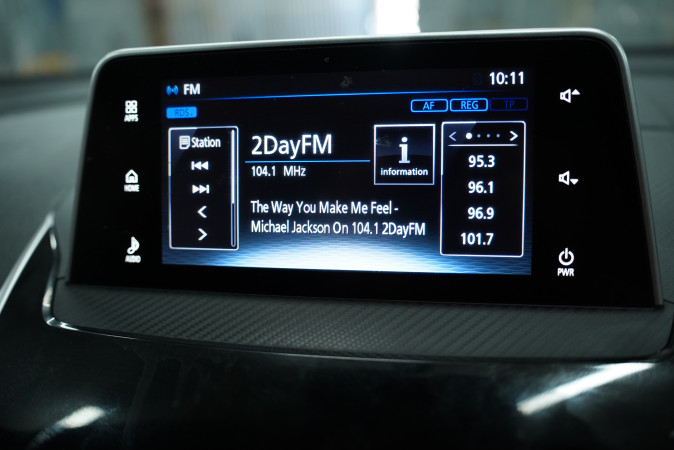 FM
10:11
RDS
AF
REG
TP
APPS
HOME
AUDIO
Station
2DayFM
104.1 MHz
The Way You Make Me Feel -
Michael Jackson On 104.1 2DayFM
i
information
95.3
96.1
96.9
101.7
PWR